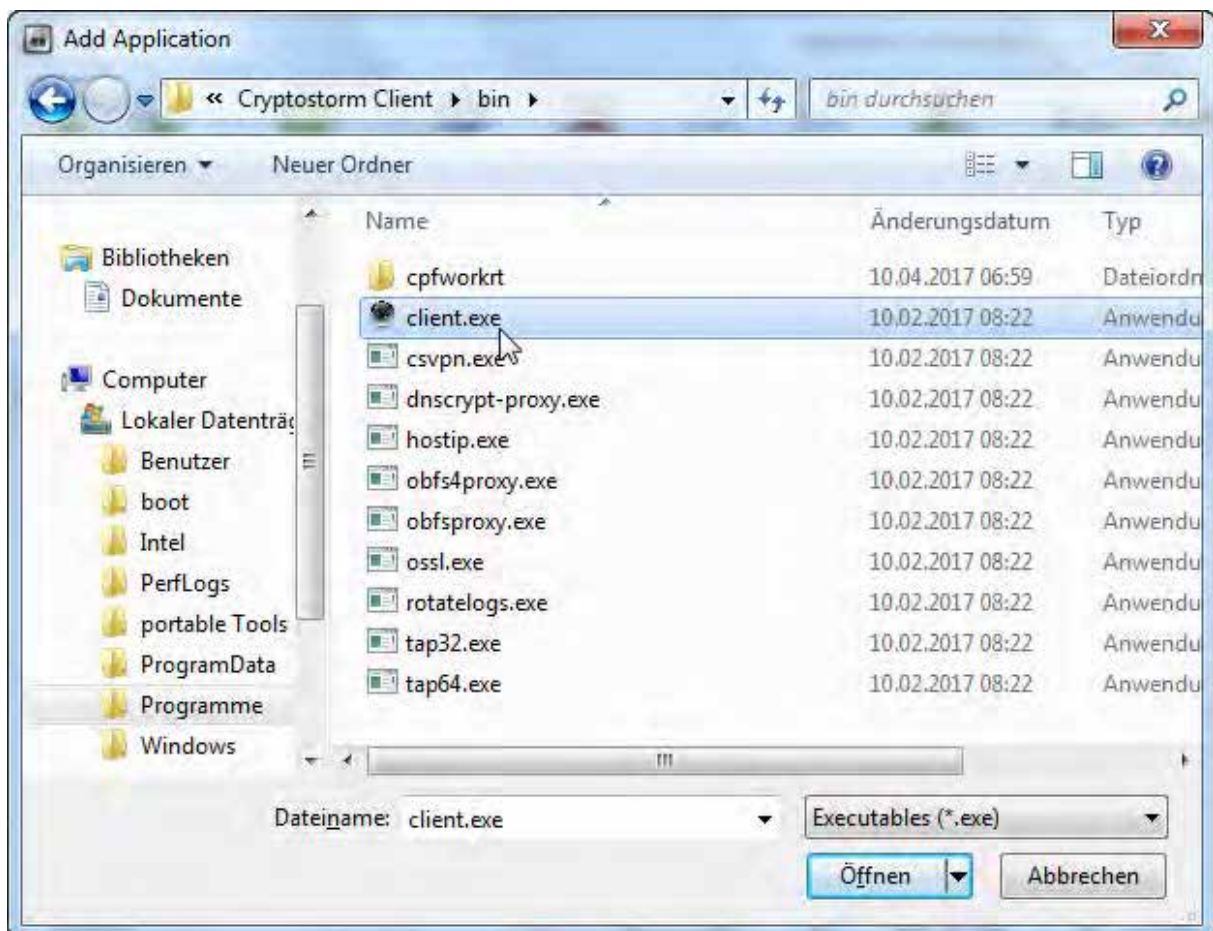 Add Application
« Cryptostorm Client bin
bin durchsuchen
Organisieren Neuer Ordner
Name Änderungsdatum Typ
Bibliotheken
Dokumente
Computer
Lokaler Datenträg
Benutzer
boot
Intel
PerfLogs
portable Tools
ProgramData
Programme
Windows
cpfworkrt 10.04.2017 06:59 Dateiordn
client.exe 10.02.2017 08:22 Anwendu
csvpn.exe 10.02.2017 08:22 Anwendu
dnscrypt-proxy.exe 10.02.2017 08:22 Anwendu
hostip.exe 10.02.2017 08:22 Anwendu
obfs4proxy.exe 10.02.2017 08:22 Anwendu
obfsproxy.exe 10.02.2017 08:22 Anwendu
ossl.exe 10.02.2017 08:22 Anwendu
rotatelogs.exe 10.02.2017 08:22 Anwendu
tap32.exe 10.02.2017 08:22 Anwendu
tap64.exe 10.02.2017 08:22 Anwendu
Dateiname: client.exe Executables (*.exe)
Öffnen Abbrechen